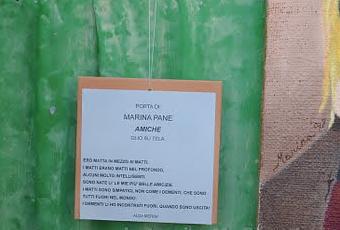 PORTA DI
MARINA PANE
AMICHE
OLIO SU TELA
ERO MATTA IN MEZZO AI MATTI.
I MATTI ERANO MATTI NEL PROFONDO,
ALCUNI MOLTO INTELLIGENTI.
SONO NATE LI' LE MIE PIU' BELLE AMICIZIE.
I MATTI SONO SIMPATICI, NON COME I DEMENTI, CHE SONO
TUTTI FUORI NEL MONDO.
I DEMENTI LI HO INCONTRATI FUORI, QUANDO SONO USCITA!
ALDA MERINI
Marina